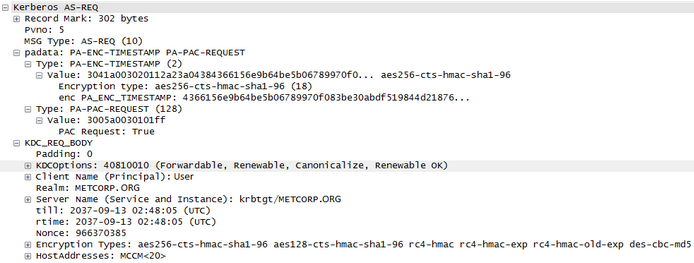 Kerberos AS-REQ
Record Mark: 302 bytes
Pvno: 5
MSG Type: AS-REQ (10)
padata: PA-ENC-TIMESTAMP PA-PAC-REQUEST
Type: PA-ENC-TIMESTAMP (2)
Value: 3041a003020112a23a04384366156e9b64be5b06789970f0... aes256-cts-hmac-sha1-96
Encryption type: aes256-cts-hmac-sha1-96 (18)
enc PA_ENC_TIMESTAMP: 4366156e9b64be5b06789970f083be30abdf519844d21876...
Type: PA-PAC-REQUEST (128)
Value: 3005a0030101ff
PAC Request: True
KDC_REQ_BODY
Padding: 0
KDCOptions: 40810010 (Forwardable, Renewable, Canonicalize, Renewable OK)
Client Name (Principal): User
Realm: METCORP.ORG
Server Name (Service and Instance): krbtgt/METCORP.ORG
till: 2037-09-13 02:48:05 (UTC)
rtime: 2037-09-13 02:48:05 (UTC)
Nonce: 966370385
Encryption Types: aes256-cts-hmac-sha1-96 aes128-cts-hmac-sha1-96 rc4-hmac rc4-hmac-exp rc4-hmac-old-exp des-cbc-md5
HostAddresses: MCCM<20>